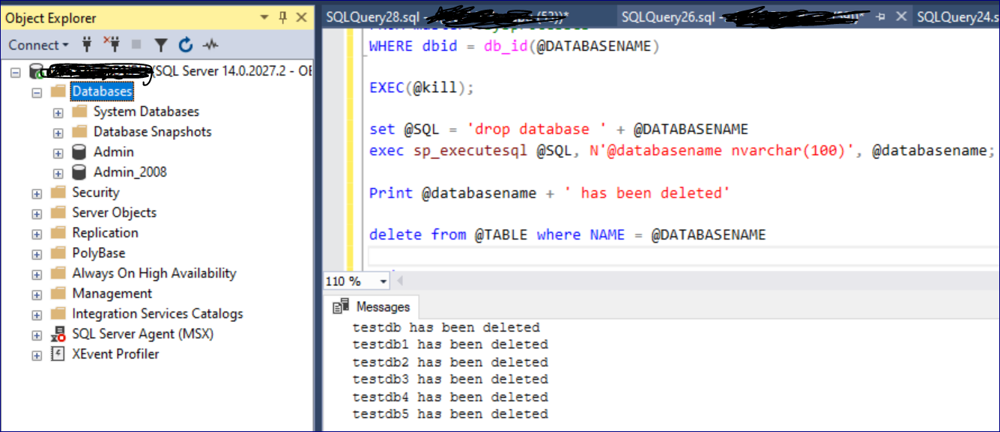 Object Explorer
Connect
(SQL Server 14.0.2027.2 - OE
Databases
System Databases
Database Snapshots
Admin
Admin_2008
Security
Server Objects
Replication
PolyBase
Always On High Availability
Management
Integration Services Catalogs
SQL Server Agent (MSX)
XEvent Profiler
SQLQuery28.sql - (53))*
SQLQuery26.sql - 
SQLQuery24.s
WHERE dbid = db_id(@DATABASENAME)
EXEC(@kill);
set @SQL = 'drop database ' + @DATABASENAME
exec sp_executesql @SQL, N'@databasename nvarchar(100)', @databasename;
Print @databasename + ' has been deleted'
delete from @TABLE where NAME = @DATABASENAME
110 %
Messages
testdb has been deleted
testdb1 has been deleted
testdb2 has been deleted
testdb3 has been deleted
testdb4 has been deleted
testdb5 has been deleted